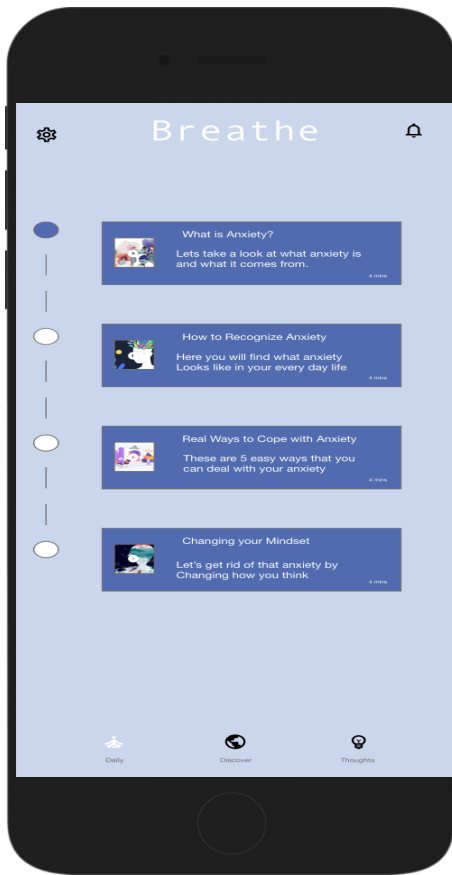 Breathe
What is Anxiety?
Lets take a look at what anxiety is
and what it comes from.
4 mins
How to Recognize Anxiety
Here you will find what anxiety
Looks like in your every day life
4 mins
Real Ways to Cope with Anxiety
These are 5 easy ways that you
can deal with your anxiety
4 mins
Changing your Mindset
Let's get rid of that anxiety by
Changing how you think
4 mins
Daily
Discover
Thoughts